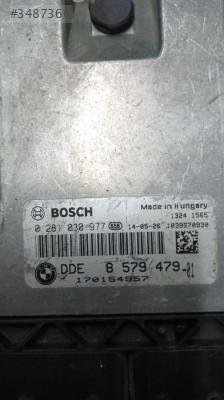 #348736
BOSCH
Made in Hungary
1324 1565
0 281 030 977
14-05-26
1039S70930
DDE 8 579 479-01
170154957